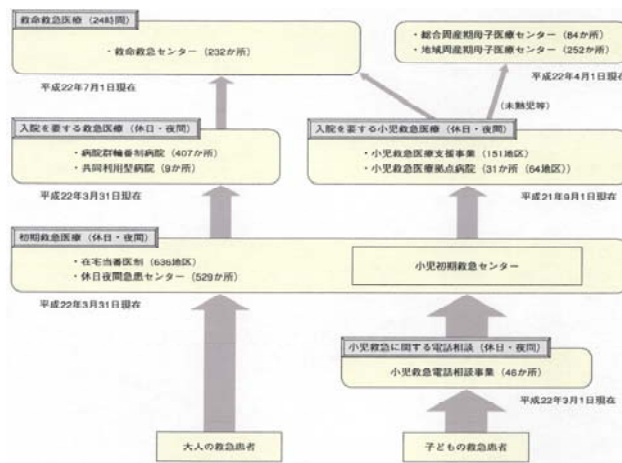 救命救急医療（24時間）
・救命救急センター（232か所）
平成22年7月1日現在
・総合周産期母子医療センター（84か所）
・地域周産期母子医療センター（252か所）
平成22年4月1日現在
（未熟児等）
入院を要する救急医療（休日・夜間）
・病院群輪番制病院（407か所）
・共同利用型病院（9か所）
平成22年3月31日現在
入院を要する小児救急医療（休日・夜間）
・小児救急医療支援事業（151地区）
・小児救急医療拠点病院（31か所（64地区））
平成21年9月1日現在
初期救急医療（休日・夜間）
・在宅当番医制（636地区）
・休日夜間急患センター（529か所）
小児初期救急センター
平成22年3月31日現在
小児救急に関する電話相談（休日・夜間）
小児救急電話相談事業（46か所）
平成22年3月1日現在
大人の救急患者
子どもの救急患者